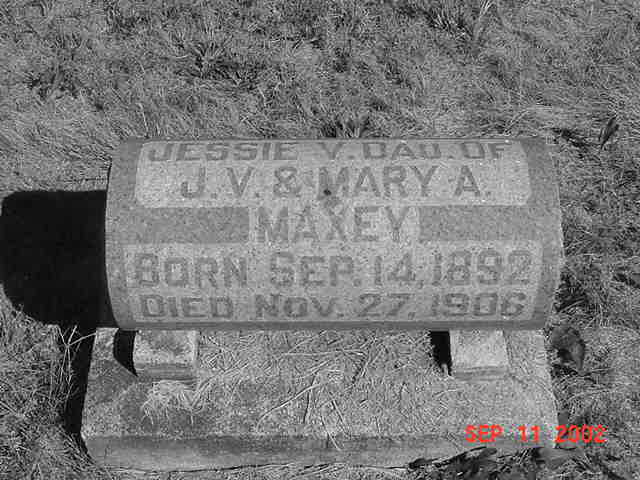 JESSIE V. DAU. OF
J. V. & MARY A.
MAXEY
BORN SEP. 14, 1892
DIED NOV. 27, 1906
SEP 11 2002